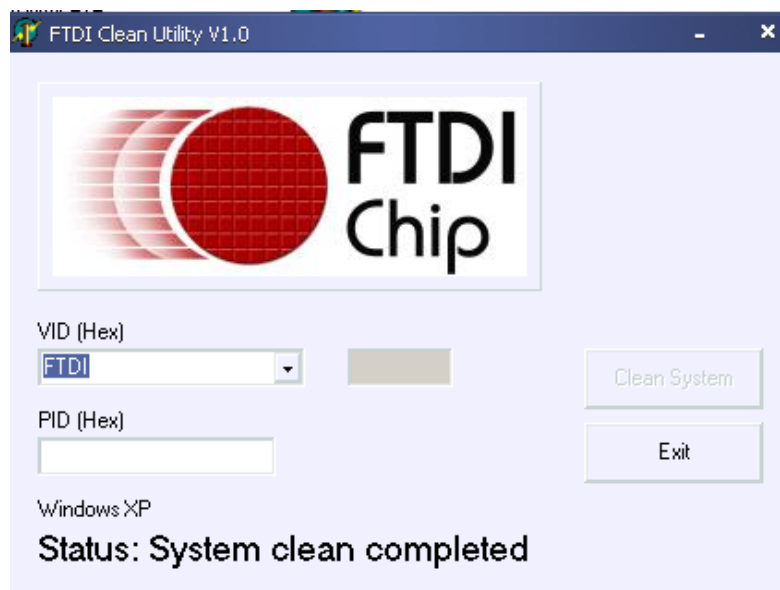 FTDI Clean Utility V1.0
FTDI
Chip
VID (Hex)
FTDI
Clean System
PID (Hex)
Exit
Windows XP
Status: System clean completed